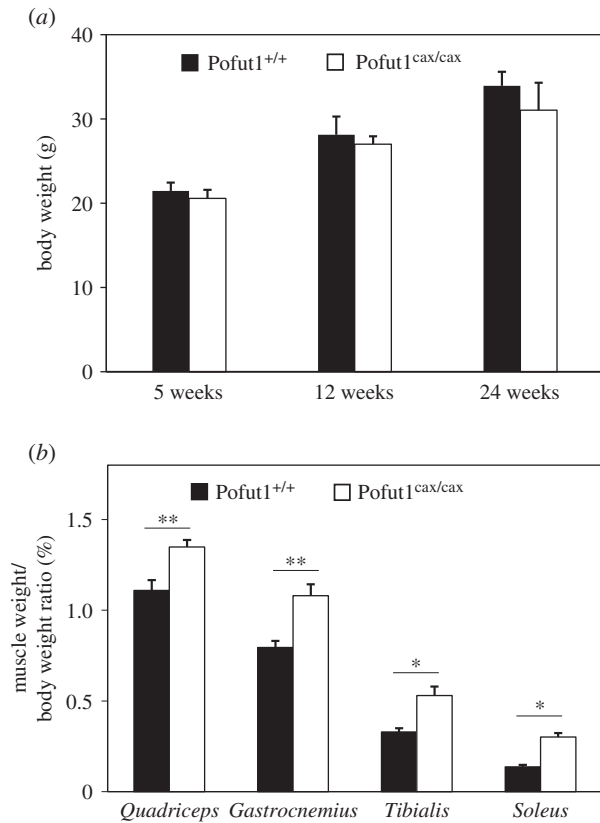 (a)
Pofut1+/+ Pofut1cax/cax
body weight (g)
40
30
20
10
0
5 weeks 12 weeks 24 weeks
(b)
Pofut1+/+ Pofut1cax/cax
muscle weight/
body weight ratio (%)
1.5
1.0
0.5
0
** ** * *
Quadriceps Gastrocnemius Tibialis Soleus